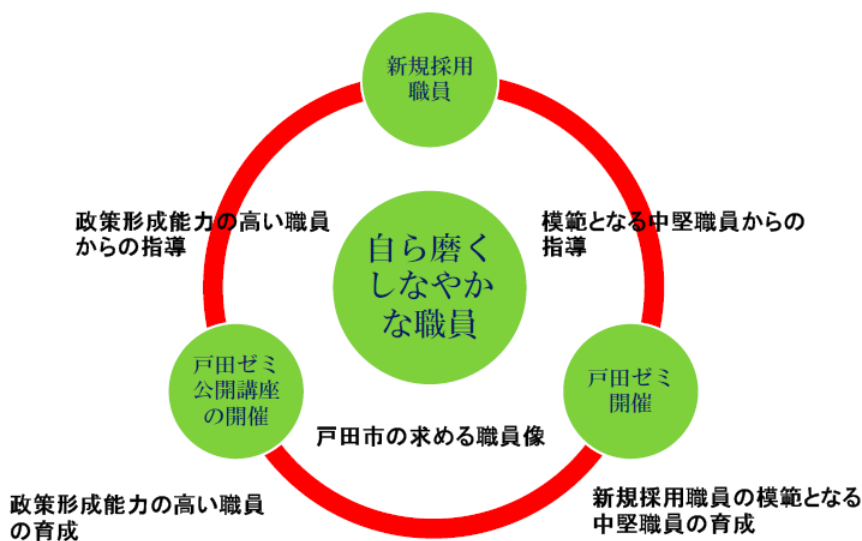 新規採用
職員
政策形成能力の高い職員
からの指導
模範となる中堅職員からの
指導
自ら磨く
しなやか
な職員
戸田ゼミ
公開講座
の開催
戸田ゼミ
開催
戸田市の求める職員像
政策形成能力の高い職員
の育成
新規採用職員の模範となる
中堅職員の育成